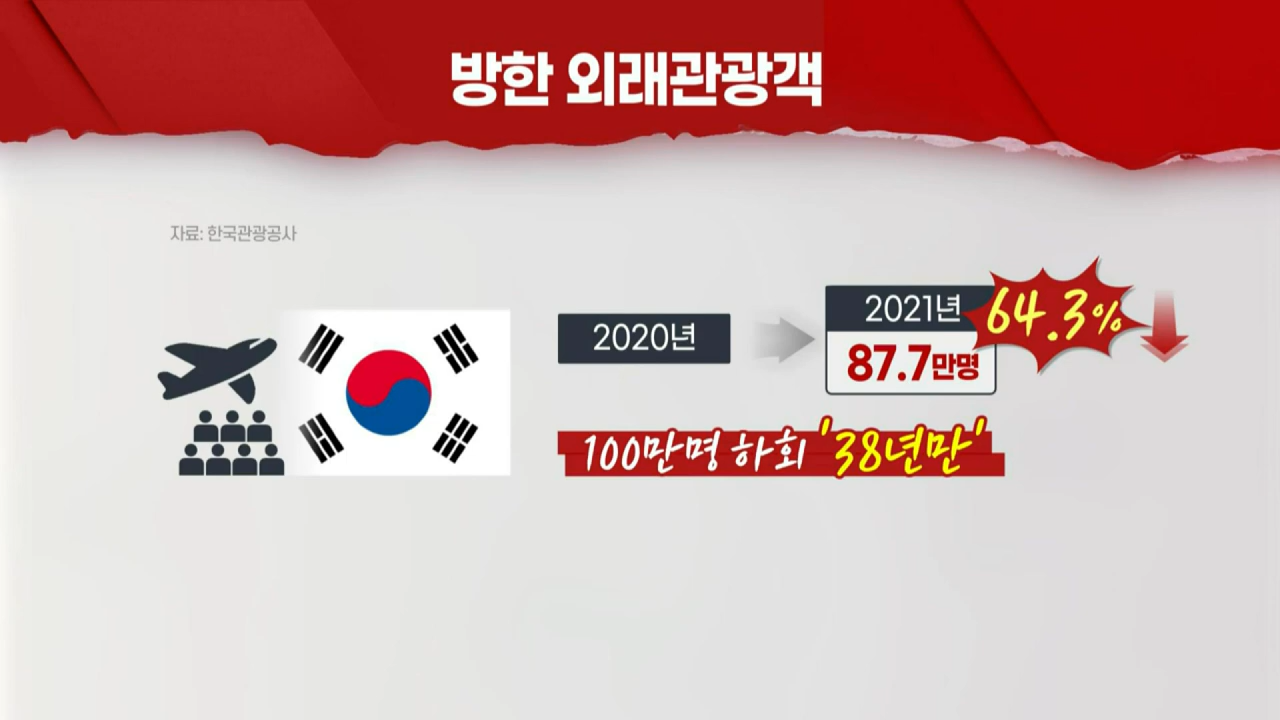 방한 외래관광객
자료: 한국관광공사
2020년
2021년
64.3%
87.7만명
100만명 하회 '38년만'